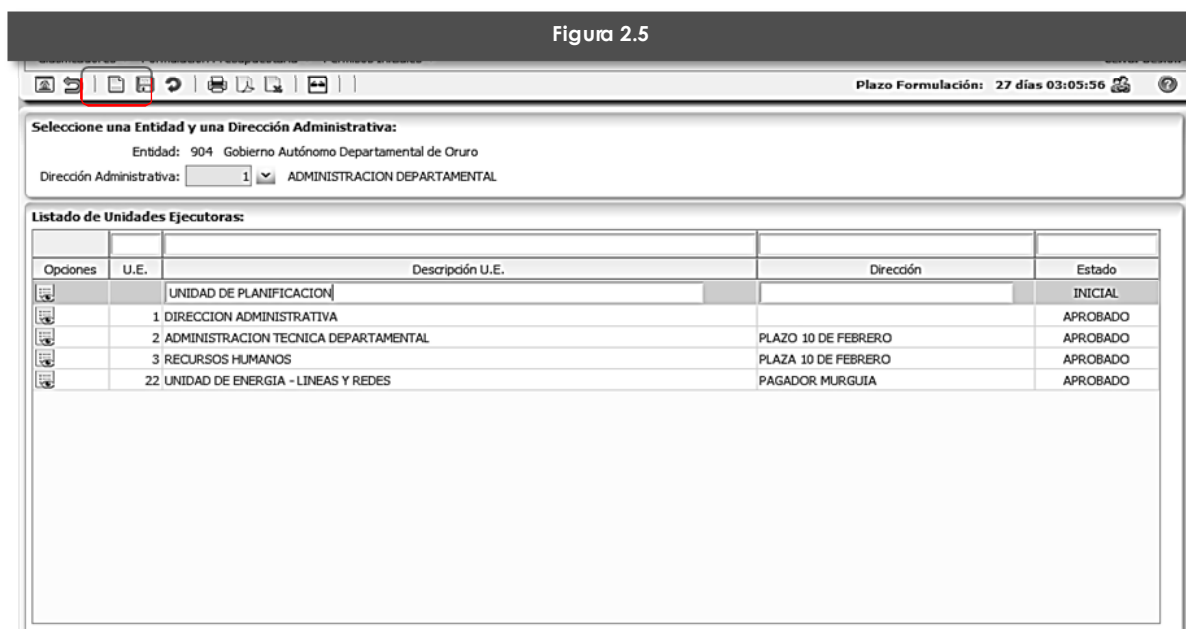 Figura 2.5
Plazo Formulación: 27 días 03:05:56
Seleccione una Entidad y una Dirección Administrativa:
Entidad: 904 Gobierno Autónomo Departamental de Oruro
Dirección Administrativa: 1 ADMINISTRACION DEPARTAMENTAL
Listado de Unidades Ejecutoras:
Opciones U.E. Descripción U.E. Dirección Estado
UNIDAD DE PLANIFICACION INICIAL
1 DIRECCION ADMINISTRATIVA APROBADO
2 ADMINISTRACION TECNICA DEPARTAMENTAL PLAZO 10 DE FEBRERO APROBADO
3 RECURSOS HUMANOS PLAZA 10 DE FEBRERO APROBADO
22 UNIDAD DE ENERGIA - LINEAS Y REDES PAGADOR MURGUIA APROBADO